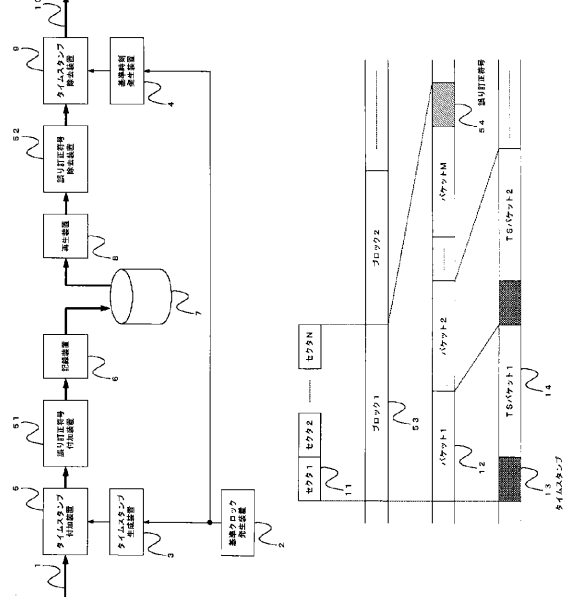 1
タイムスタンプ
付加装置
5
誤り訂正符号
付加装置
51
記録装置
6
7
再生装置
8
誤り訂正符号
除去装置
52
タイムスタンプ
除去装置
9
10
タイムスタンプ
生成装置
3
基準クロック
発生装置
2
基準時刻
発生装置
4
セクタ1
セクタ2
セクタN
11
ブロック1
ブロック2
53
パケット1
パケット2
パケットM
12
誤り訂正符号
54
TSパケット1
TSパケット2
13
タイムスタンプ
14